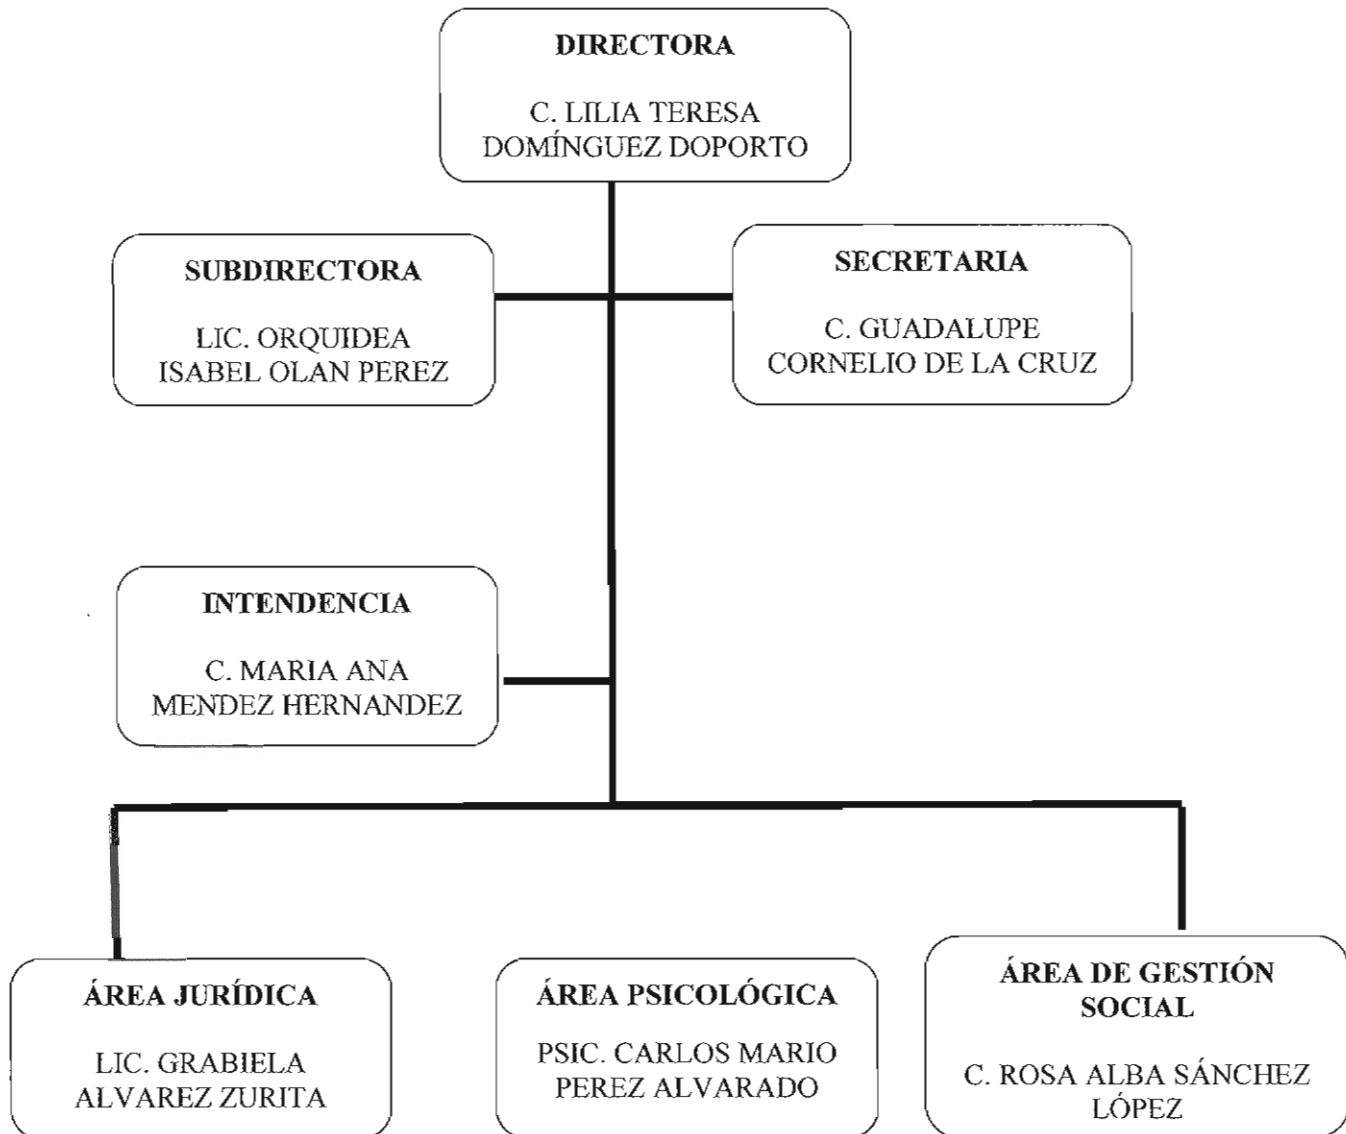 DIRECTORA
C. LILIA TERESA
DOMÍNGUEZ DOPORTO
SUBDIRECTORA
LIC. ORQUIDEA
ISABEL OLAN PEREZ
SECRETARIA
C. GUADALUPE
CORNELIO DE LA CRUZ
INTENDENCIA
C. MARIA ANA
MENDEZ HERNANDEZ
ÁREA JURÍDICA
LIC. GRABIELA
ALVAREZ ZURITA
ÁREA PSICOLÓGICA
PSIC. CARLOS MARIO
PEREZ ALVARADO
ÁREA DE GESTIÓN
SOCIAL
C. ROSA ALBA SÁNCHEZ
LÓPEZ